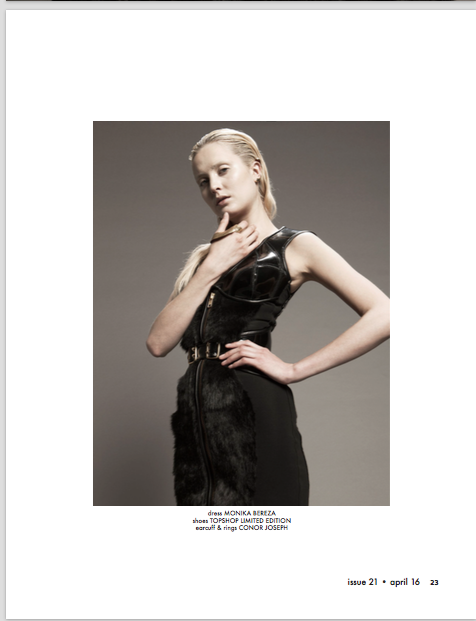 dress MONIKA BEREZA
shoes TOPSHOP LIMITED EDITION
earcuff & rings CONOR JOSEPH
issue 21 • april 16 23